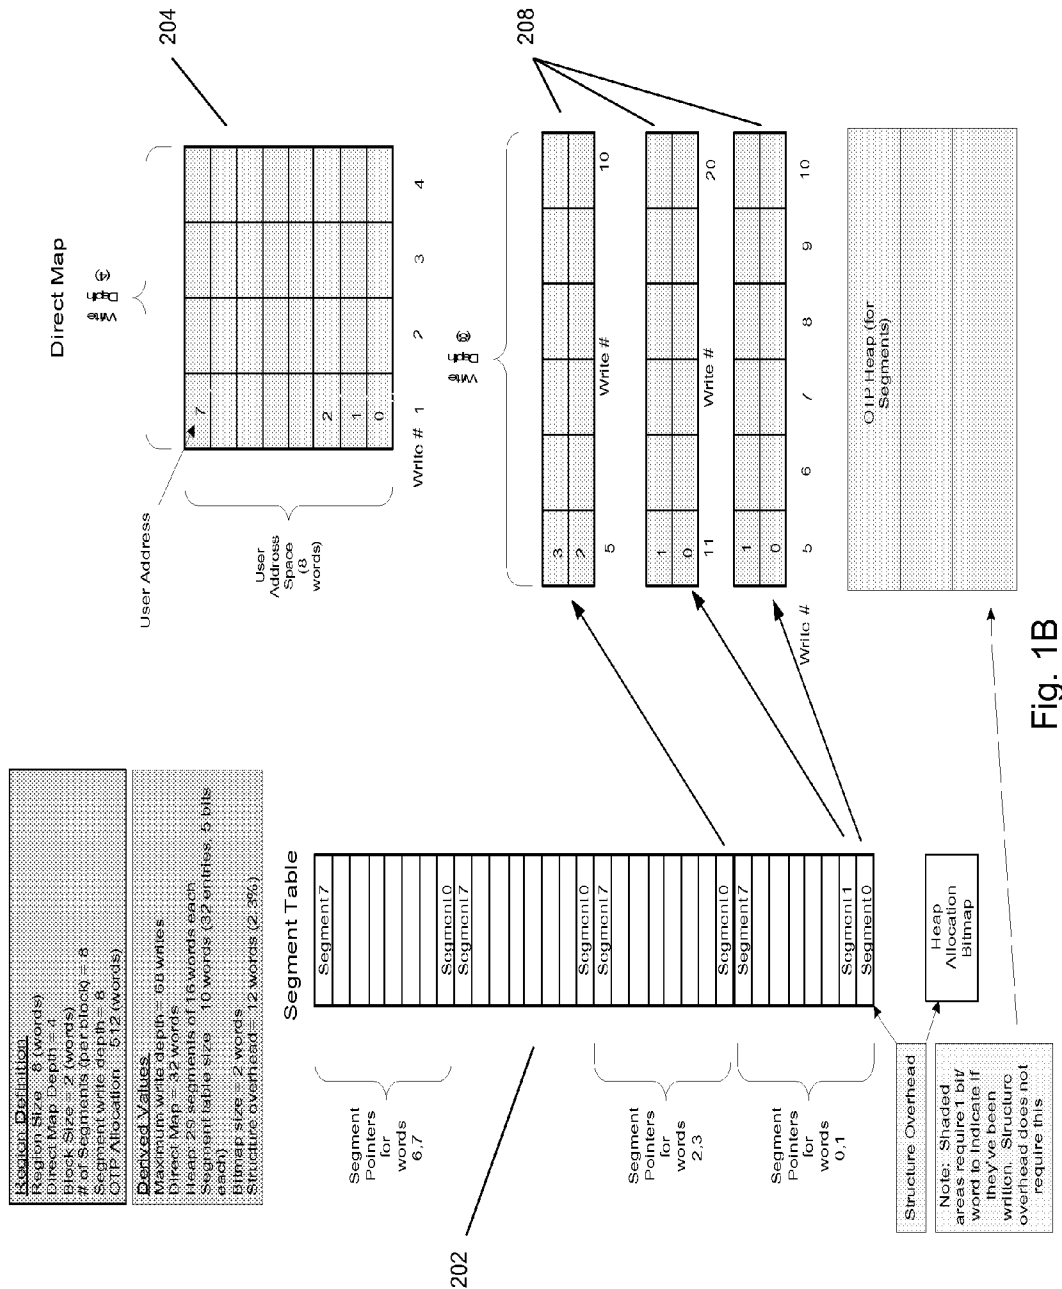 Region Definition
Region Size 8 (words)
Direct Map Depth = 4
Block Size = 2 (words)
# of Segments (per block) = 8
Segment write depth = 8
OTP Allocation 512 (words)
Derived Values
Maximum write depth = 68 writes
Direct Map = 32 words
Heap: 29 segments of 16 words each
Segment table size 10 words (32 entries, 5 bits
each)
Bitmap size = 2 words
Structure overhead = 12 words (2.3%)
Direct Map
Write
Depth
(4)
204
User Address
7
2
1
0
User
Address
Space
(8
words)
Write # 1 2 3 4
Segment Table
Segment 7
Segment 0
Segment 7
Segment 0
Segment 7
Segment 0
Segment 7
Segment 1
Segment 0
Segment
Pointers
for
words
6,7
Segment
Pointers
for
words
2,3
Segment
Pointers
for
words
0,1
202
Write
Depth
208
3
2
5 Write # 10
1
0
11 Write # 20
1
0
Write # 5 6 7 8 9 10
Structure Overhead
Heap
Allocation
Bitmap
OTP Heap (for
Segments)
Note: Shaded
areas require 1 bit/
word to indicate if
they've been
written. Structure
overhead does not
require this
Fig. 1B